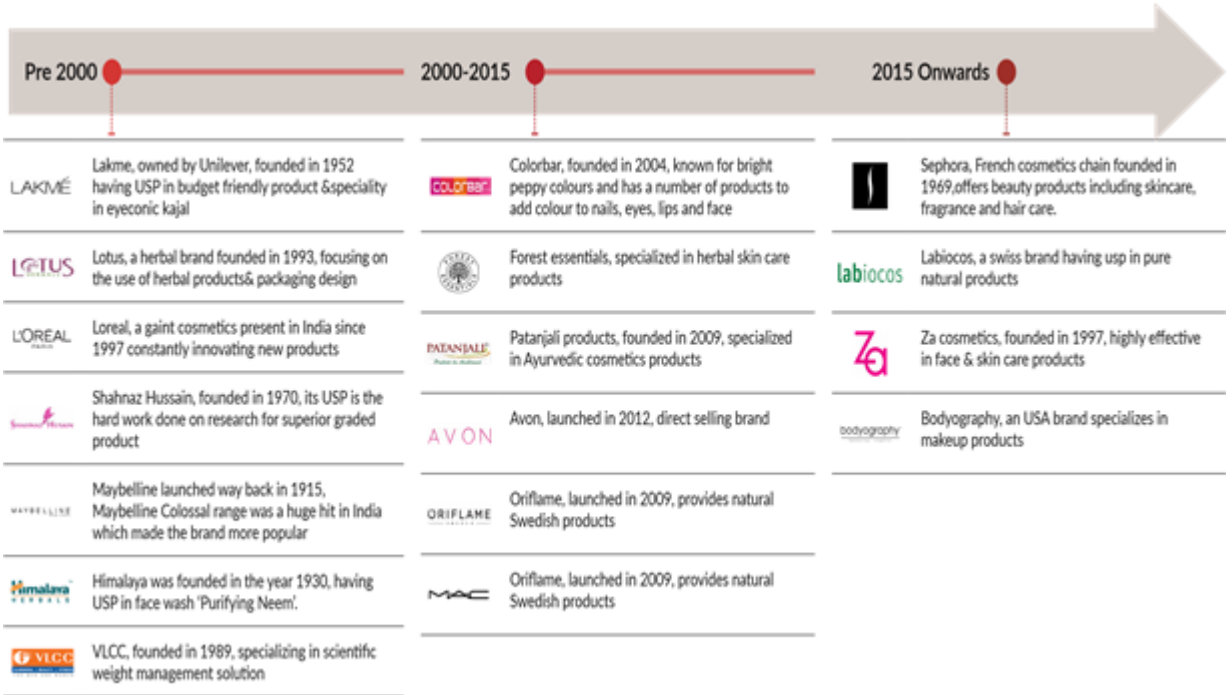 Pre 2000
2000-2015
2015 Onwards
LAKMÉ
Lakme, owned by Unilever, founded in 1952
having USP in budget friendly product &speciality
in eyeconic kajal
LOTUS
Lotus, a herbal brand founded in 1993, focusing on
the use of herbal products& packaging design
L'ORÉAL
PARIS
Loreal, a gaint cosmetics present in India since
1997 constantly innovating new products
Shahnaz Husain
Shahnaz Hussain, founded in 1970, its USP is the
hard work done on research for superior graded
product
MAYBELLINE
Maybelline launched way back in 1915,
Maybelline Colossal range was a huge hit in India
which made the brand more popular
Himalaya
HERBALS
Himalaya was founded in the year 1930, having
USP in face wash 'Purifying Neem'.
VLCC
VLCC, founded in 1989, specializing in scientific
weight management solution
COLORBAR
Colorbar, founded in 2004, known for bright
peppy colours and has a number of products to
add colour to nails, eyes, lips and face
FOREST
ESSENTIALS
Forest essentials, specialized in herbal skin care
products
PATANJALI
Patanjali products, founded in 2009, specialized
in Ayurvedic cosmetics products
AVON
Avon, launched in 2012, direct selling brand
ORIFLAME
SWEDEN
Oriflame, launched in 2009, provides natural
Swedish products
MAC
Oriflame, launched in 2009, provides natural
Swedish products
Sephora, French cosmetics chain founded in
1969,offers beauty products including skincare,
fragrance and hair care.
labiocos
Labiocos, a swiss brand having usp in pure
natural products
Za
Za cosmetics, founded in 1997, highly effective
in face & skin care products
bodyography
Bodyography, an USA brand specializes in
makeup products